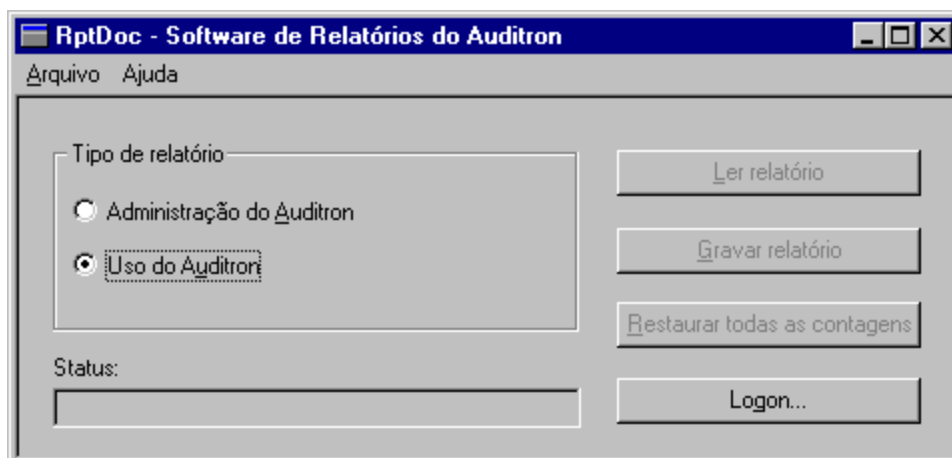 RptDoc - Software de Relatórios do Auditron
Arquivo Ajuda
Tipo de relatório
Administração do Auditron
Uso do Auditron
Status:
Ler relatório
Gravar relatório
Restaurar todas as contagens
Logon...